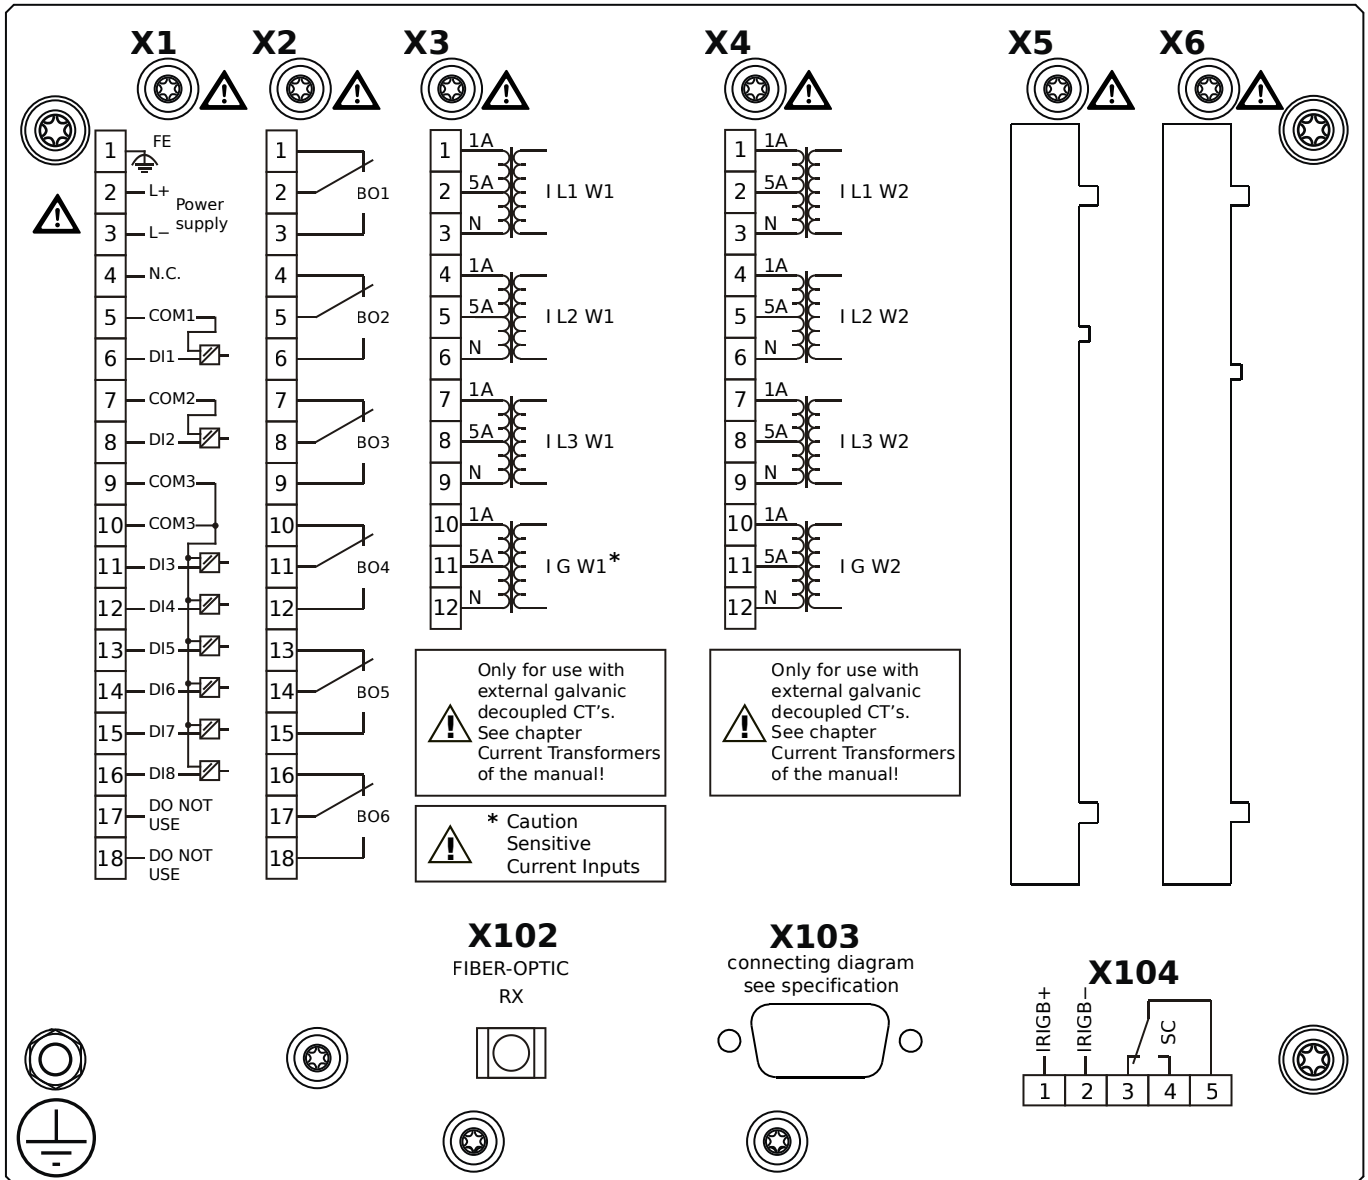 X1 X2 X3 X4 X5 X6
1 FE
2 L+
Power
supply
3 L−
4 N.C.
5 COM1
6 DI1
7 COM2
8 DI2
9 COM3
10 COM3
11 DI3
12 DI4
13 DI5
14 DI6
15 DI7
16 DI8
17 DO NOT
USE
18 DO NOT
USE
1
2 BO1
3
4
5 BO2
6
7
8 BO3
9
10
11 BO4
12
13
14 BO5
15
16
17 BO6
18
1 1A
2 5A I L1 W1
3 N
4 1A
5 5A I L2 W1
6 N
7 1A
8 5A I L3 W1
9 N
10 1A
11 5A I G W1*
12 N
! Only for use with
external galvanic
decoupled CT's.
See chapter
Current Transformers
of the manual!
! * Caution
Sensitive
Current Inputs
1 1A
2 5A I L1 W2
3 N
4 1A
5 5A I L2 W2
6 N
7 1A
8 5A I L3 W2
9 N
10 1A
11 5A I G W2
12 N
! Only for use with
external galvanic
decoupled CT's.
See chapter
Current Transformers
of the manual!
X102
FIBER-OPTIC
RX
X103
connecting diagram
see specification
X104
IRIGB+ IRIGB− SC
1 2 3 4 5